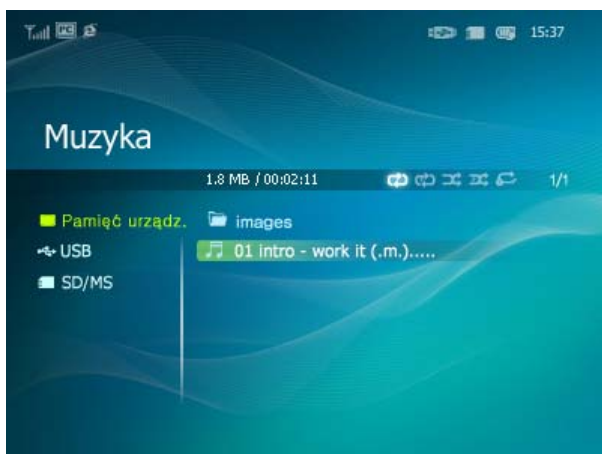 PC 15:37
Muzyka
1.8 MB / 00:02:11 1/1
Pamięć urządz. images
USB 01 intro - work it (.m.).....
SD/MS